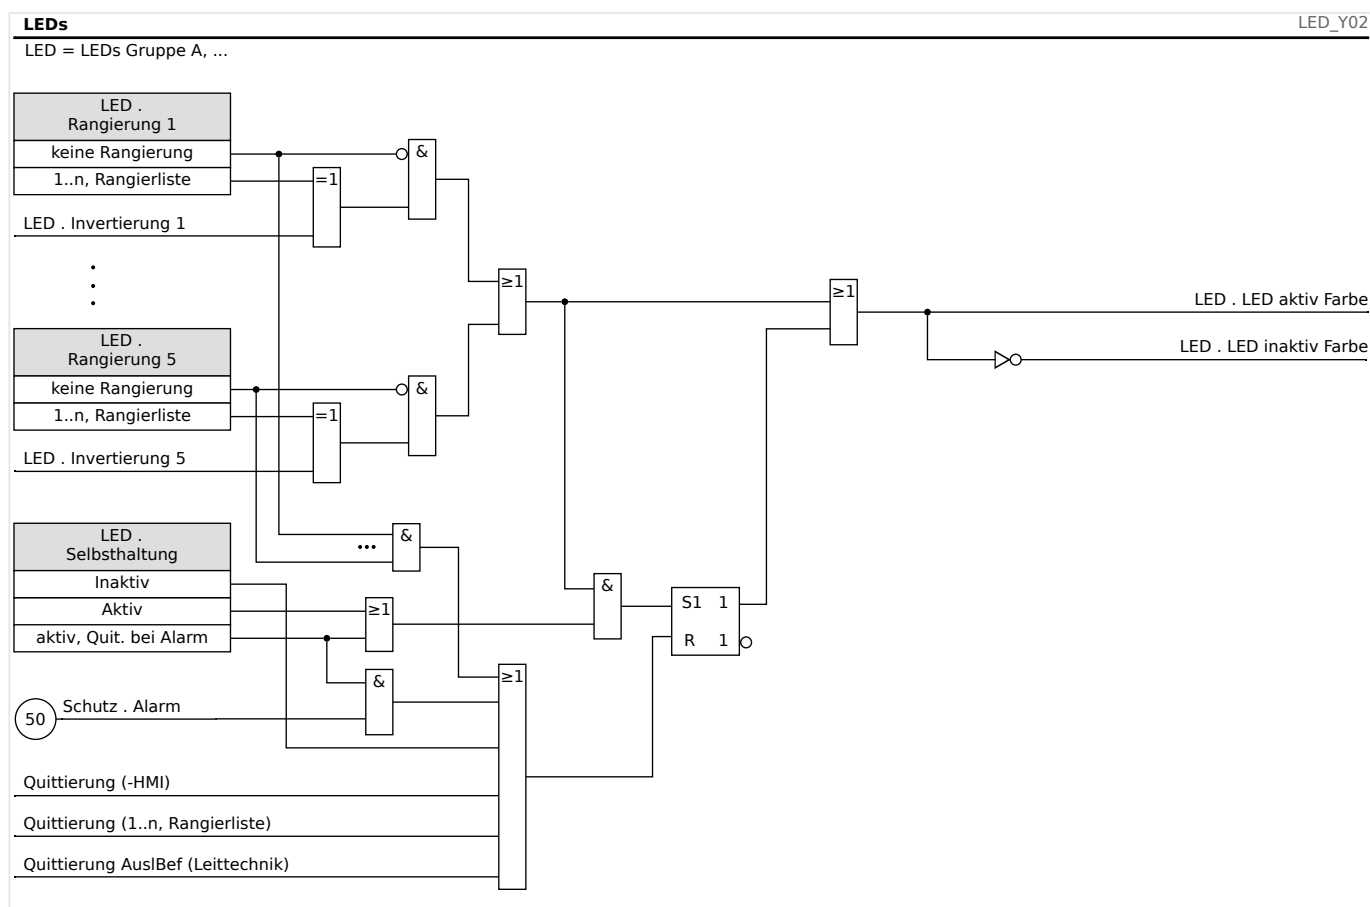 LEDs
LED_Y02
LED = LEDs Gruppe A, ...
LED .
Rangierung 1
keine Rangierung
1..n, Rangierliste
LED . Invertierung 1
&
=1
LED .
Rangierung 5
keine Rangierung
1..n, Rangierliste
LED . Invertierung 5
&
=1
≥1
≥1
LED . LED aktiv Farbe
LED . LED inaktiv Farbe
LED .
Selbsthaltung
Inaktiv
Aktiv
aktiv, Quit. bei Alarm
&
...
≥1
&
&
S1 1
R 1
50
Schutz . Alarm
≥1
Quittierung (-HMI)
Quittierung (1..n, Rangierliste)
Quittierung AuslBef (Leittechnik)